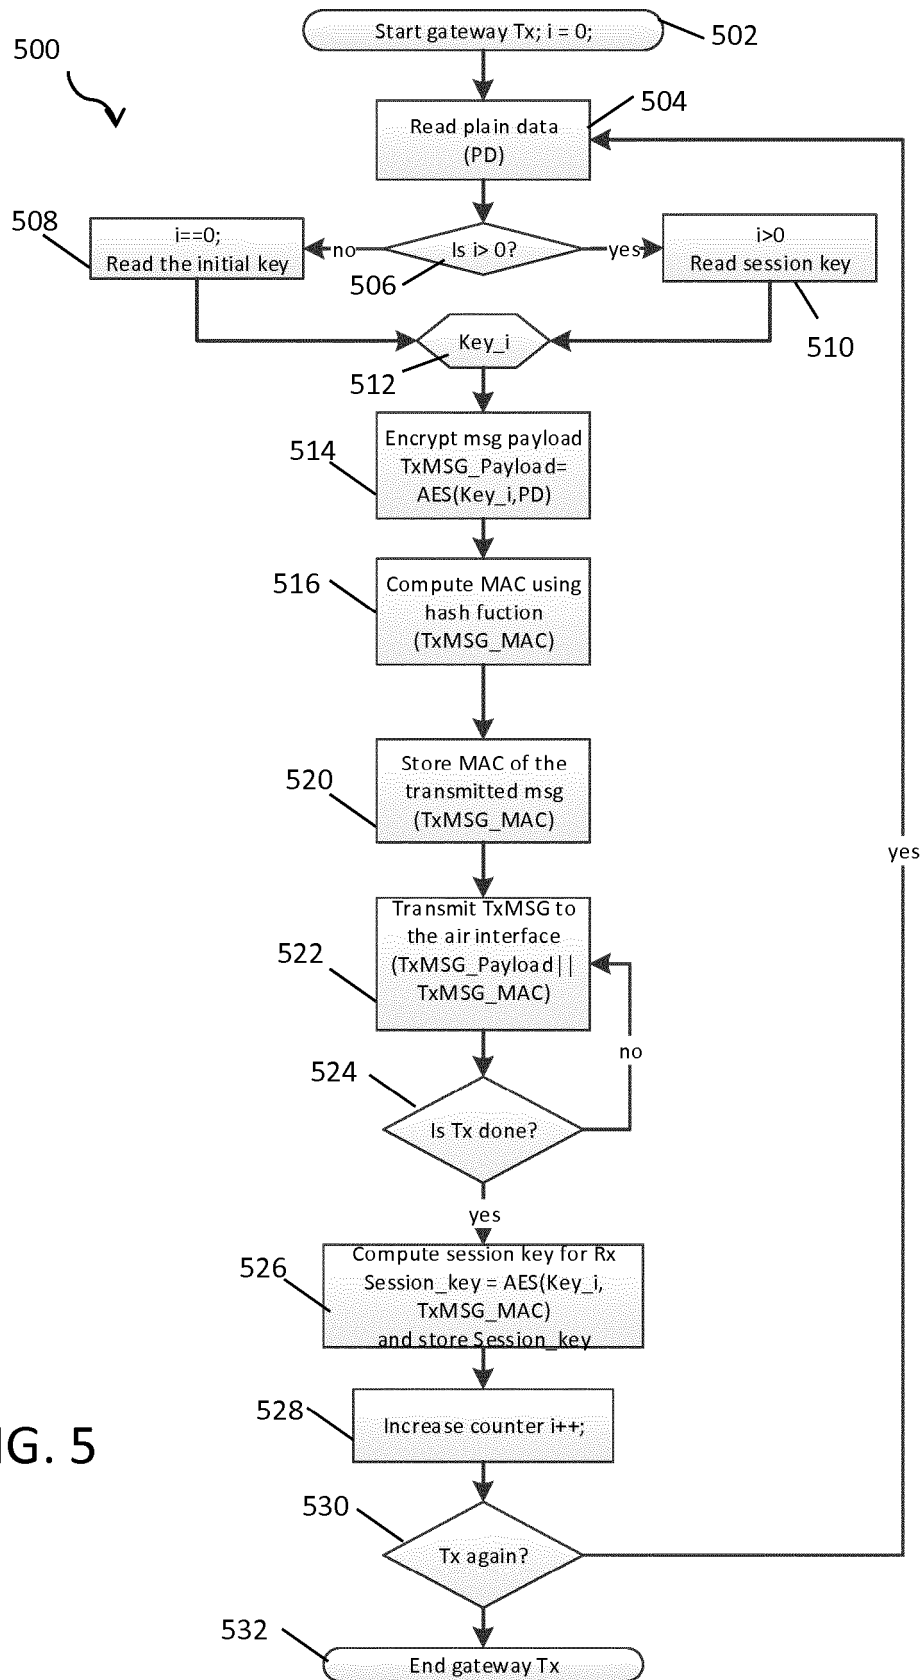 Start gateway Tx; i = 0;
502
500
504
Read plain data
(PD)
508
i==0;
Read the initial key
no
Is i> 0?
yes
i>0
Read session key
506
510
Key_i
512
514
Encrypt msg payload
TxMSG_Payload=
AES(Key_i,PD)
516
Compute MAC using
hash fuction
(TxMSG_MAC)
520
Store MAC of the
transmitted msg
(TxMSG_MAC)
yes
522
Transmit TxMSG to
the air interface
(TxMSG_Payload||
TxMSG_MAC)
no
524
Is Tx done?
yes
526
Compute session key for Rx
Session_key = AES(Key_i,
TxMSG_MAC)
and store Session_key
528
Increase counter i++;
IG. 5
530
Tx again?
532
End gateway Tx